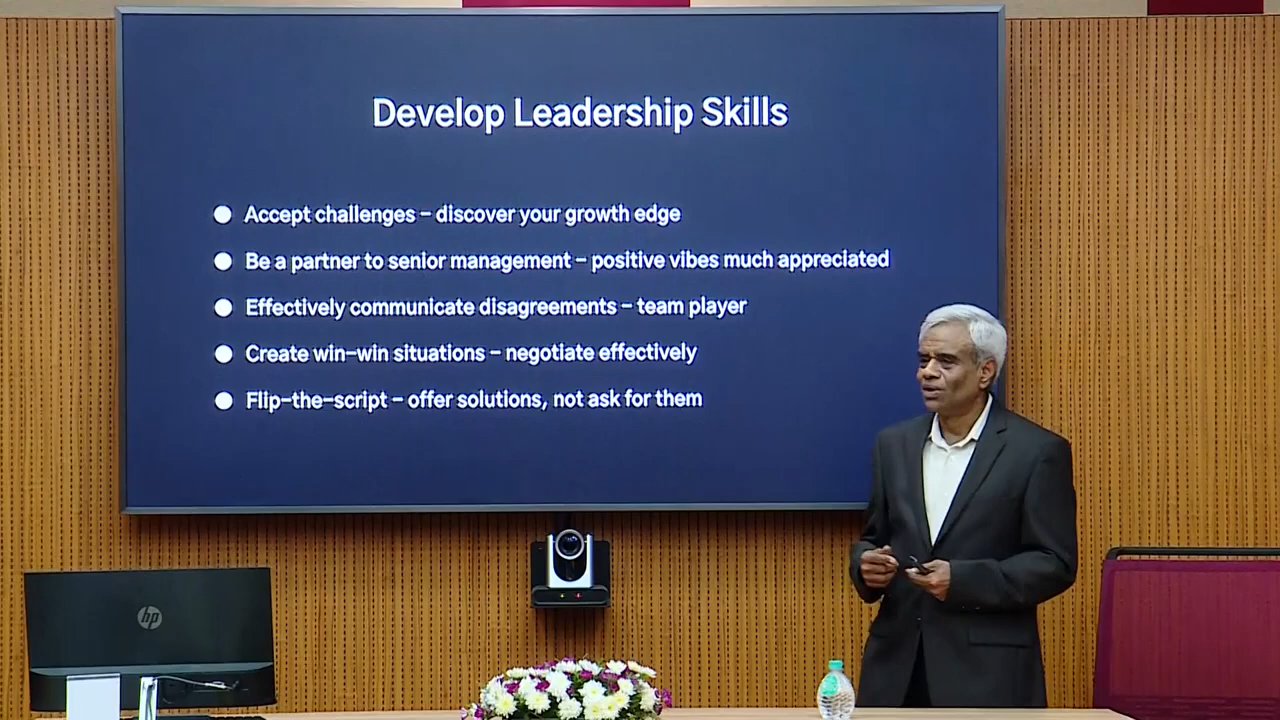 Develop Leadership Skills
Accept challenges – discover your growth edge
Be a partner to senior management – positive vibes much appreciated
Effectively communicate disagreements – team player
Create win-win situations – negotiate effectively
Flip-the-script – offer solutions, not ask for them
hp